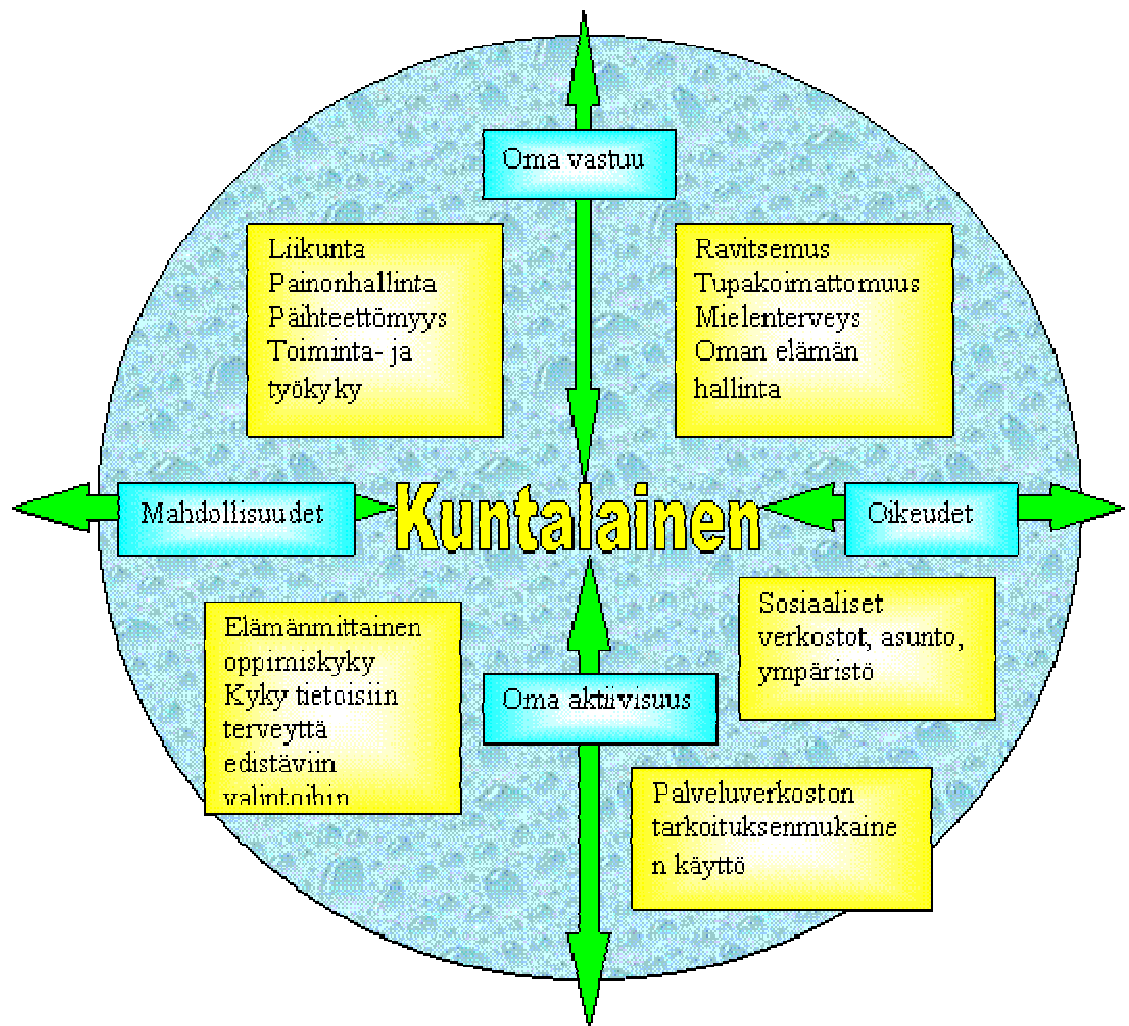 Oma vastuu
Liikunta
Painonhallinta
Päihteettömyys
Toiminta- ja
työkyky
Ravitsemus
Tupakoimattomuus
Mielenterveys
Oman elämän
hallinta
Mahdollisuudet
Kuntalainen
Oikeudet
Elämänmittainen
oppimiskyky
Kyky tietoisiin
terveyttä
edistäviin
valintoihin
Oma aktiivisuus
Sosiaaliset
verkostot, asunto,
ympäristö
Palveluverkoston
tarkoituksenmukaine
n käyttö